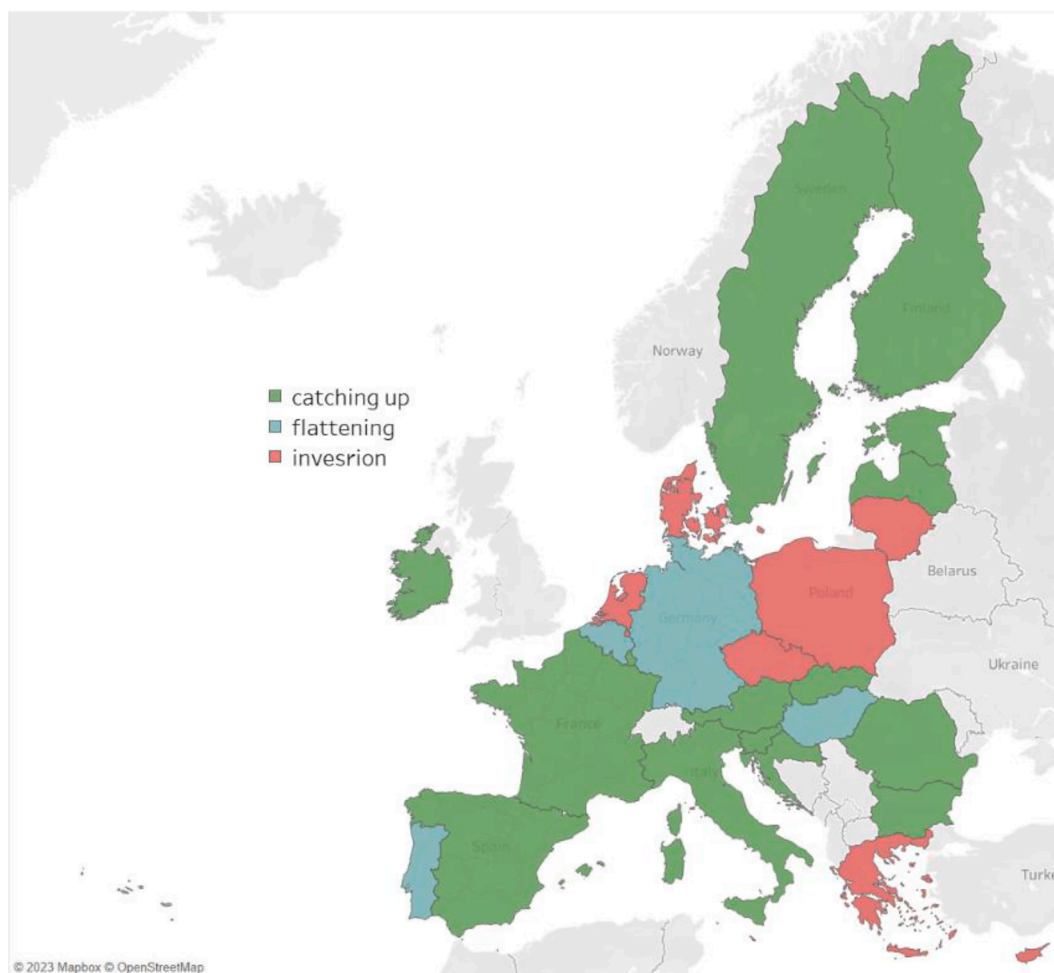 Sweden
Finland
Norway
catching up
flattening
invesrion
Belarus
Poland
Germany
Ukraine
France
Italy
Spain
Turke
© 2023 Mapbox © OpenStreetMap